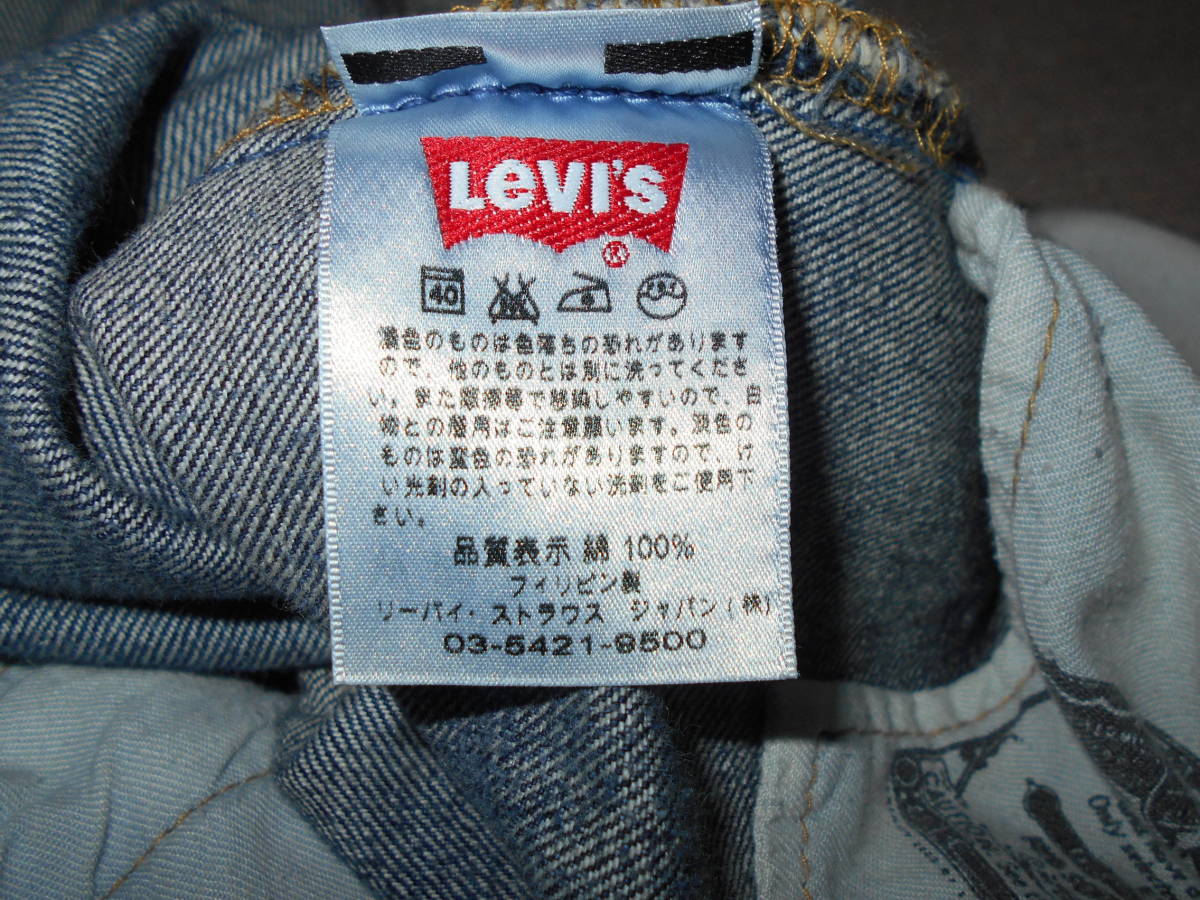 Levi's
®
40
濃色のものは色落ちの恐れがあります
ので、他のものとは別に洗ってくださ
い。また摩擦等で移染しやすいので、白
物との着用はご注意願います。淡色の
ものは変色の恐れがありますので、け
い光剤の入っていない洗剤をご使用下
さい。
品質表示 綿 100%
フィリピン製
リーバイ・ストラウス ジャパン(株)
03-5421-9500
Only